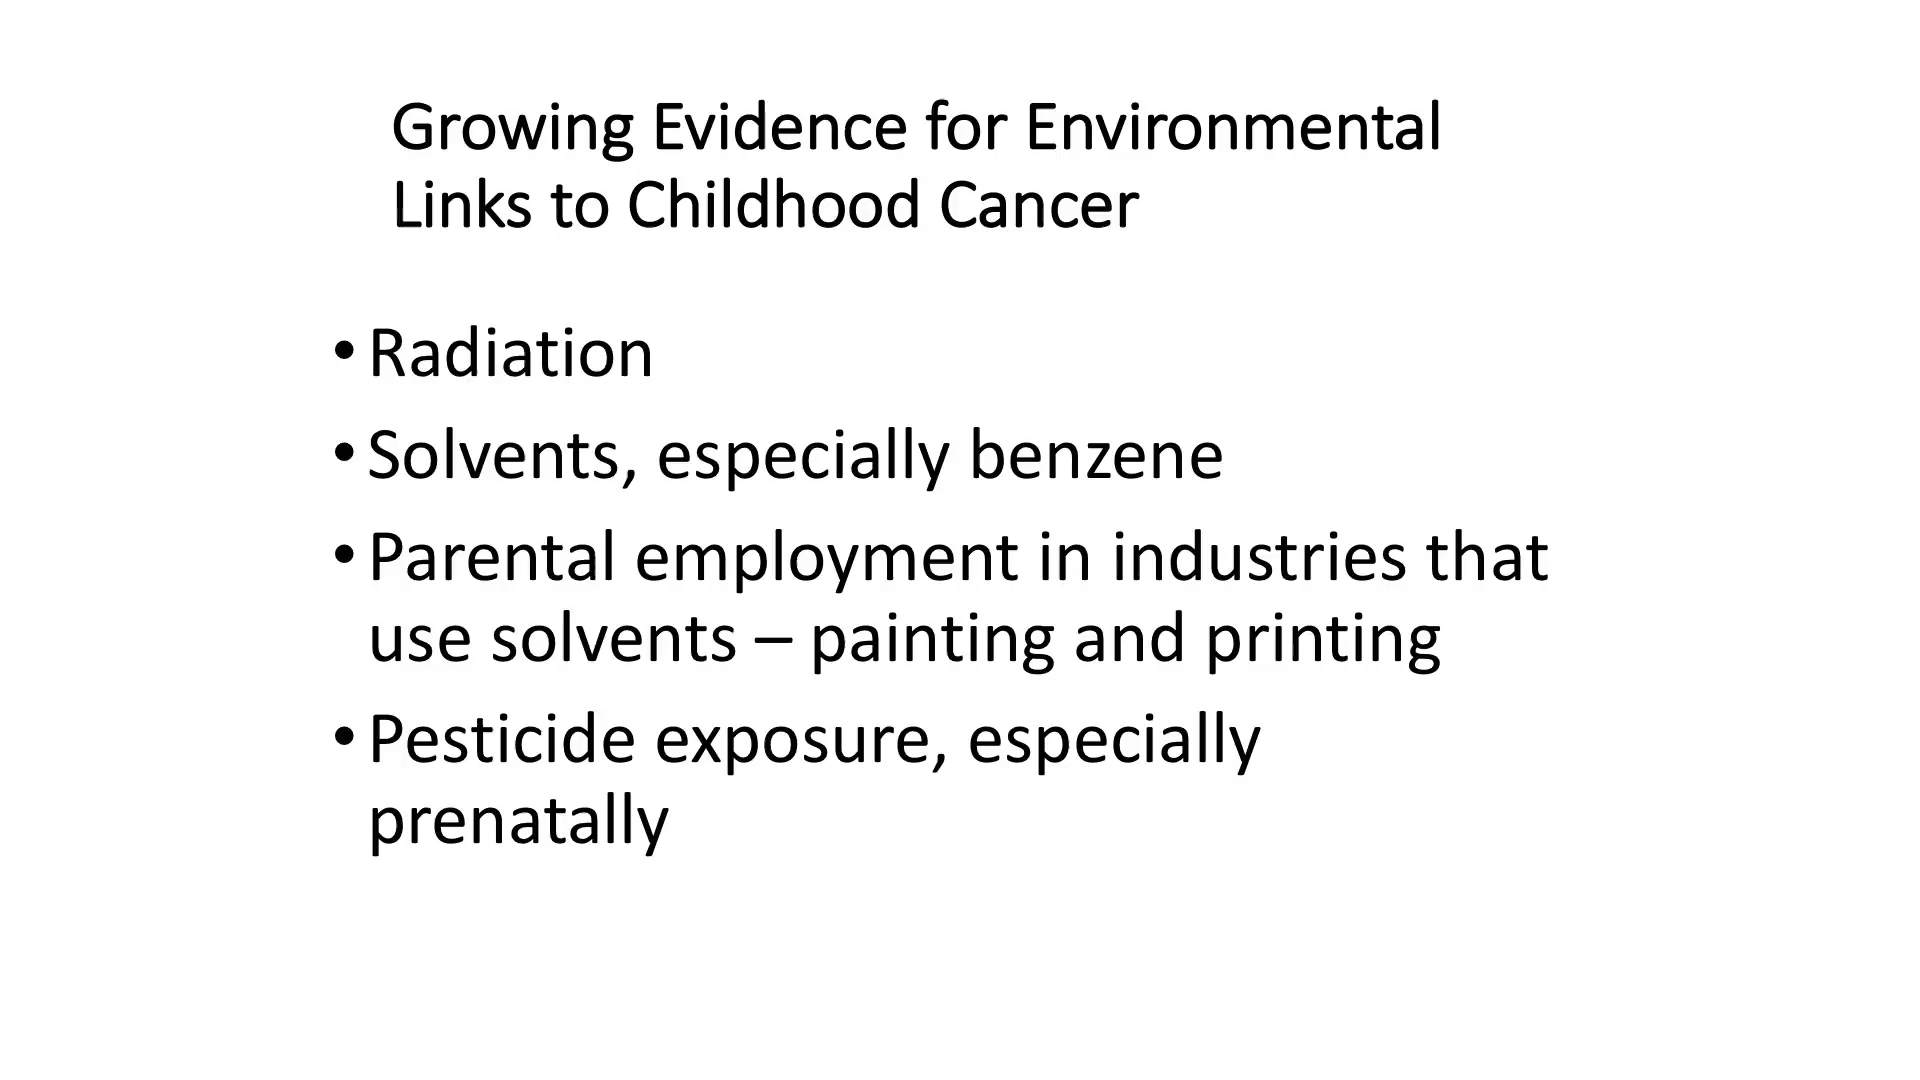 Growing Evidence for Environmental
Links to Childhood Cancer
• Radiation
• Solvents, especially benzene
• Parental employment in industries that
use solvents – painting and printing
• Pesticide exposure, especially
prenatally